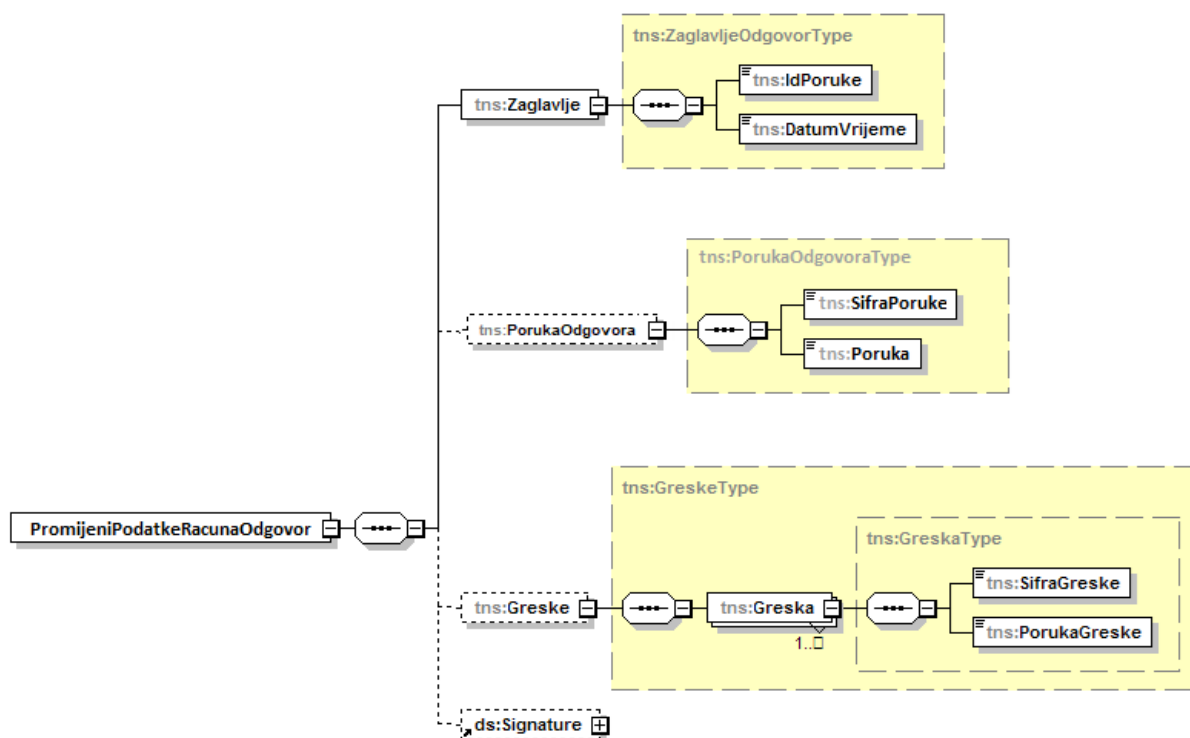 tns:ZaglavljeOdgovorType
tns:IdPoruke
tns:Zaglavlje
tns:DatumVrijeme
tns:PorukaOdgovoraType
tns:SifraPoruke
tns:PorukaOdgovora
tns:Poruka
tns:GreskeType
PromijeniPodatkeRacunaOdgovor
tns:GreskaType
tns:SifraGreske
tns:Greske
tns:Greska
tns:PorukaGreske
1..□
ds:Signature